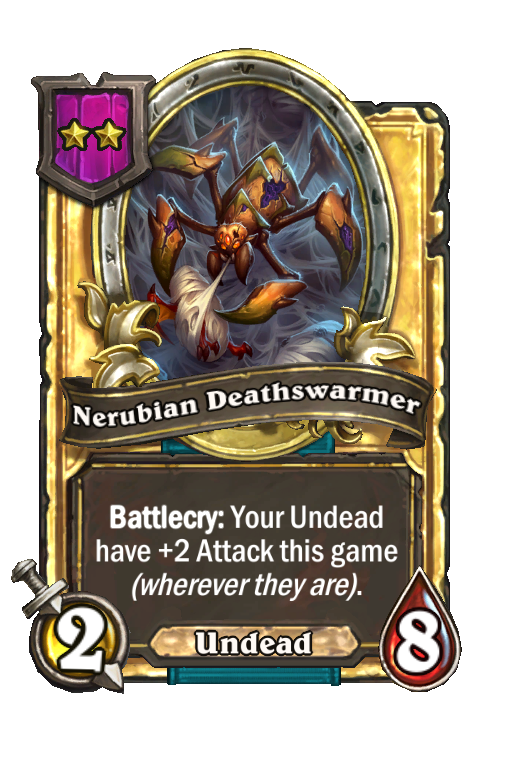 Nerubian Deathswarmer
Battlecry: Your Undead
have +2 Attack this game
(wherever they are).
2
Undead
8